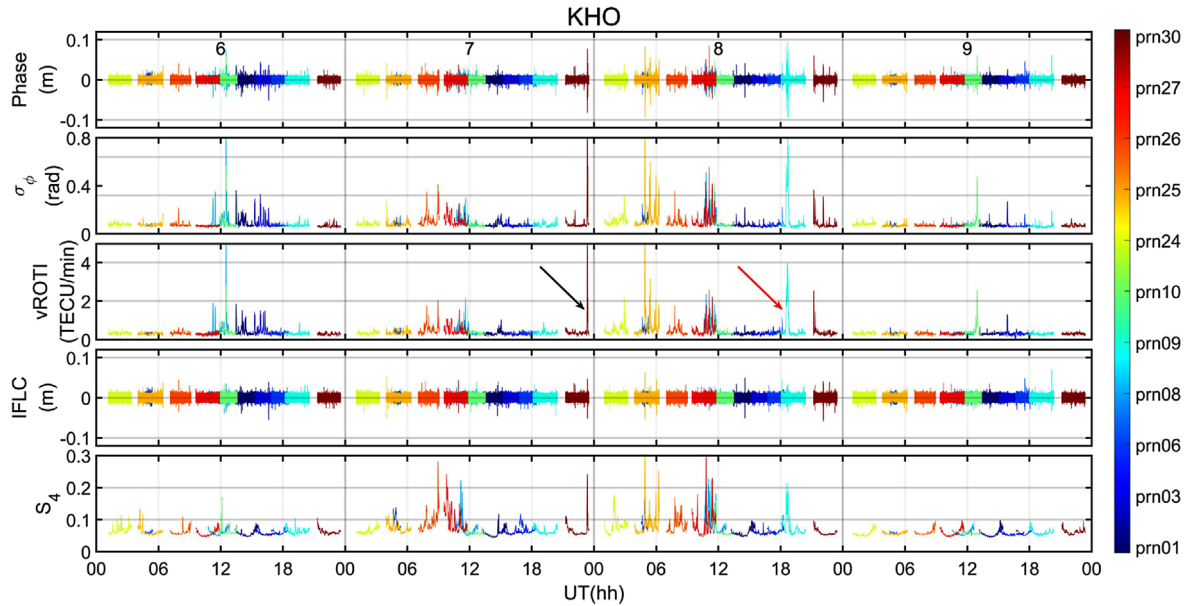 KHO
6 7 8 9
Phase
(m)
0.1
0
-0.1
σϕ
(rad)
0.8
0.4
0
vROTI
(TECU/min)
4
2
0
IFLC
(m)
0.1
0
-0.1
S4
0.3
0.2
0.1
0
00 06 12 18 00 06 12 18 00 06 12 18 00 06 12 18 00
UT(hh)
prn30
prn27
prn26
prn25
prn24
prn10
prn09
prn08
prn06
prn03
prn01